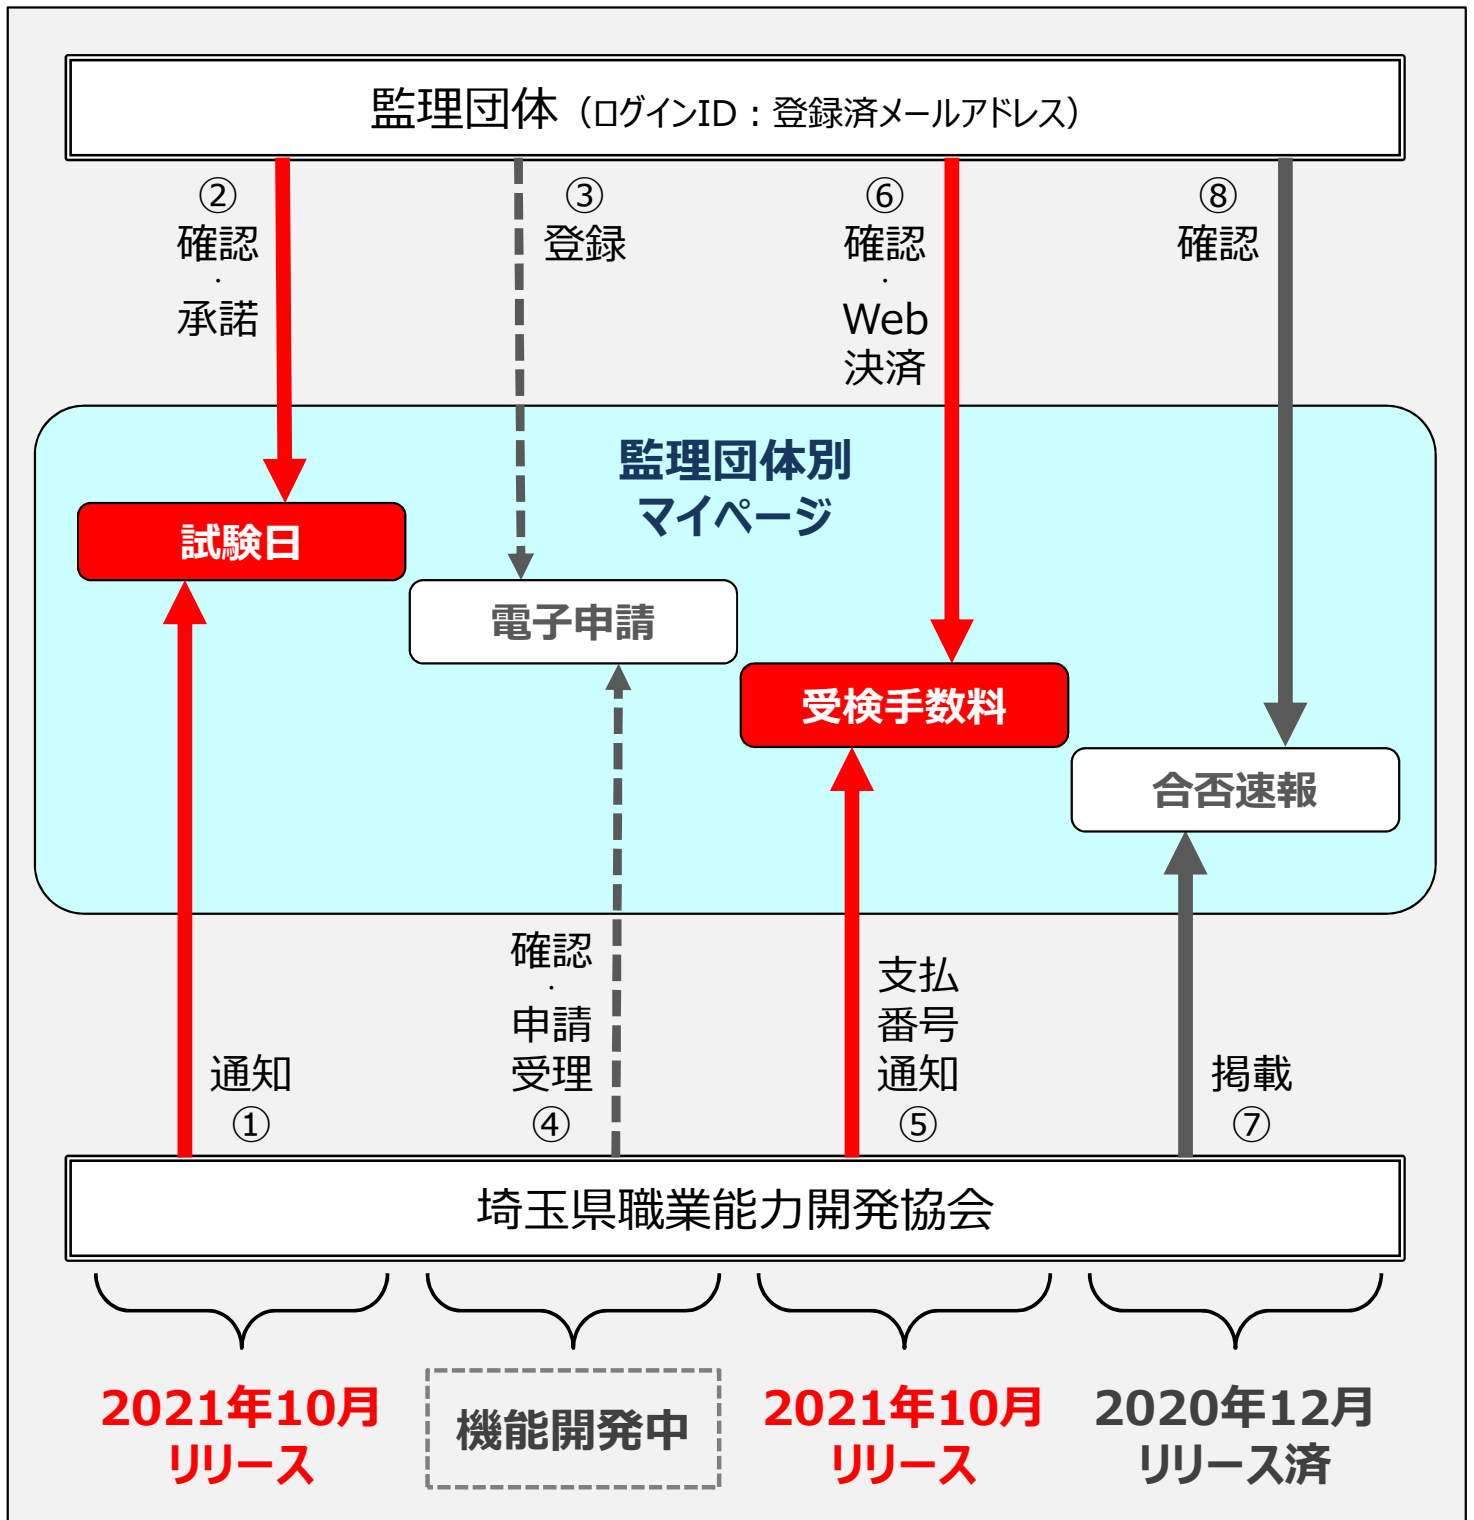 監理団体（ログインID：登録済メールアドレス）
②
確認
・
承諾
③
登録
⑥
確認
・
Web
決済
⑧
確認
監理団体別
マイページ
試験日
電子申請
受検手数料
合否速報
通知
①
確認
・
申請
受理
④
支払
番号
通知
⑤
掲載
⑦
埼玉県職業能力開発協会
2021年10月
リリース
機能開発中
2021年10月
リリース
2020年12月
リリース済